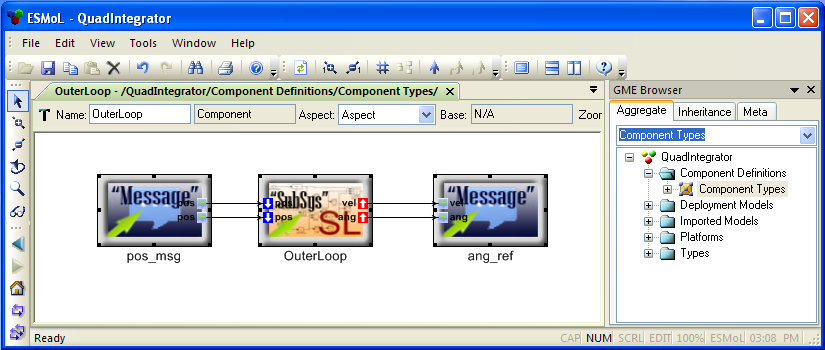 ESMoL - QuadIntegrator
File Edit View Tools Window Help
OuterLoop - /QuadIntegrator/Component Definitions/Component Types/
Name: OuterLoop Component Aspect: Aspect Base: N/A Zoor
GME Browser
Aggregate Inheritance Meta
Component Types
QuadIntegrator
Component Definitions
Component Types
Deployment Models
Imported Models
Platforms
Types
"Message"
pos
pos
pos_msg
"SubSys"
SL
pos
vel
ang
OuterLoop
"Message"
vel
ang
ang_ref
Ready
CAP NUM SCRL EDIT 100% ESMoL 03:08 PM